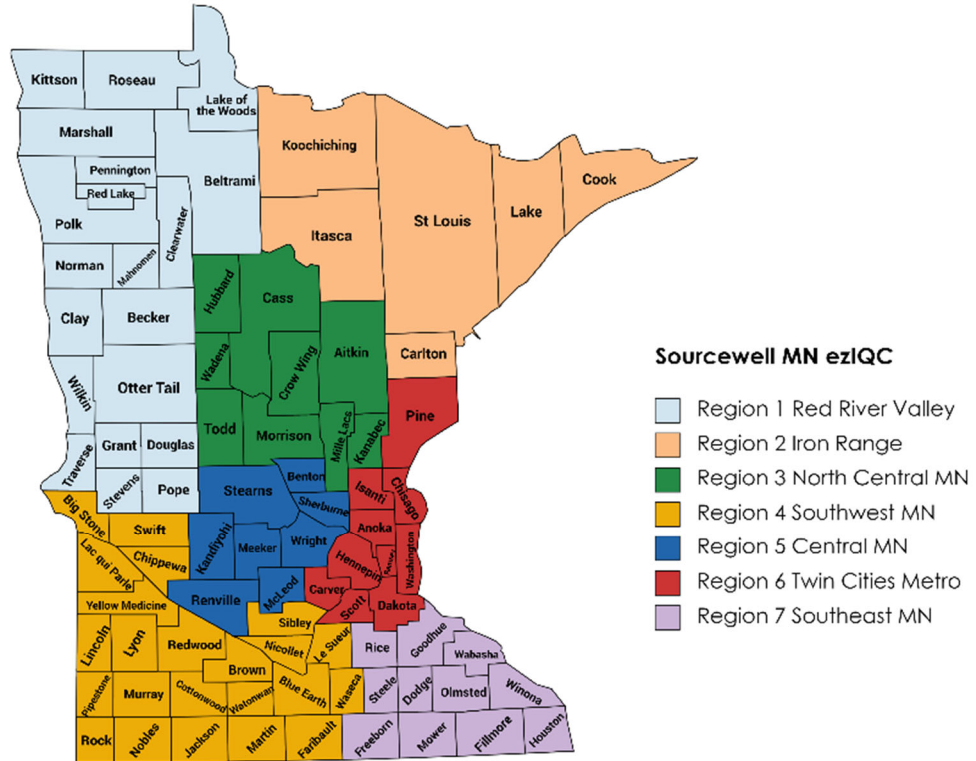 Kittson
Roseau
Lake of
the Woods
Marshall
Koochiching
Pennington
Red Lake
Beltrami
Cook
Polk
Clearwater
St Louis
Lake
Itasca
Norman
Mahnomen
Hubbard
Cass
Clay
Becker
Aitkin
Carlton
Wadena
Crow Wing
Otter Tail
Wilkin
Pine
Todd
Morrison
Mille Lacs
Kanabec
Grant
Douglas
Traverse
Stevens
Pope
Stearns
Benton
Isanti
Chisago
Sherburne
Big Stone
Swift
Anoka
Kandiyohi
Meeker
Wright
Washington
Hennepin
Ramsey
Lac qui Parle
Chippewa
Renville
McLeod
Carver
Scott
Dakota
Yellow Medicine
Sibley
Lincoln
Lyon
Redwood
Nicollet
Le Sueur
Rice
Goodhue
Wabasha
Brown
Pipestone
Murray
Cottonwood
Watonwan
Blue Earth
Waseca
Steele
Dodge
Olmsted
Winona
Rock
Nobles
Jackson
Martin
Faribault
Freeborn
Mower
Fillmore
Houston
Sourcewell MN ezIQC
Region 1 Red River Valley
Region 2 Iron Range
Region 3 North Central MN
Region 4 Southwest MN
Region 5 Central MN
Region 6 Twin Cities Metro
Region 7 Southeast MN